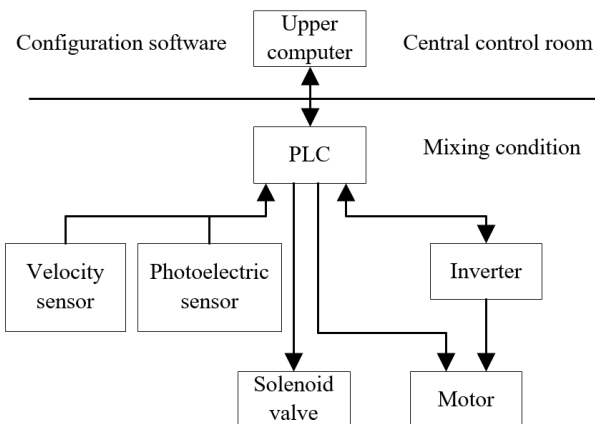 Configuration software
Upper
computer
Central control room
PLC
Mixing condition
Velocity
sensor
Photoelectric
sensor
Inverter
Solenoid
valve
Motor